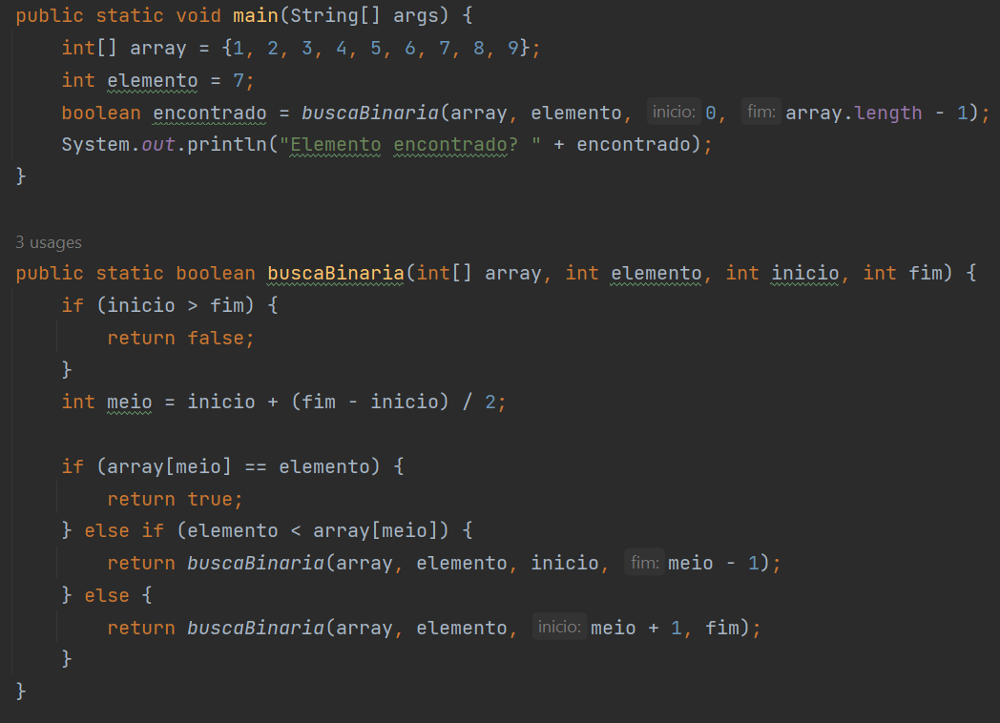 public static void main(String[] args) {
    int[] array = {1, 2, 3, 4, 5, 6, 7, 8, 9};
    int elemento = 7;
    boolean encontrado = buscaBinaria(array, elemento, inicio: 0, fim: array.length - 1);
    System.out.println("Elemento encontrado? " + encontrado);
}
3 usages
public static boolean buscaBinaria(int[] array, int elemento, int inicio, int fim) {
    if (inicio > fim) {
        return false;
    }
    int meio = inicio + (fim - inicio) / 2;
    if (array[meio] == elemento) {
        return true;
    } else if (elemento < array[meio]) {
        return buscaBinaria(array, elemento, inicio, fim: meio - 1);
    } else {
        return buscaBinaria(array, elemento, inicio: meio + 1, fim);
    }
}